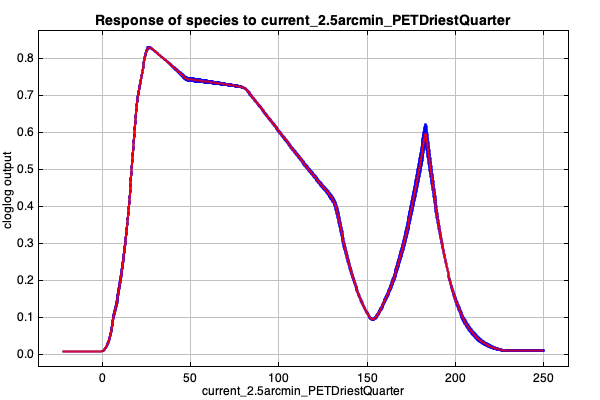 Response of species to current_2.5arcmin_PETDriestQuarter
cloglog output
0.8
0.7
0.6
0.5
0.4
0.3
0.2
0.1
0.0
0 50 100 150 200 250
current_2.5arcmin_PETDriestQuarter